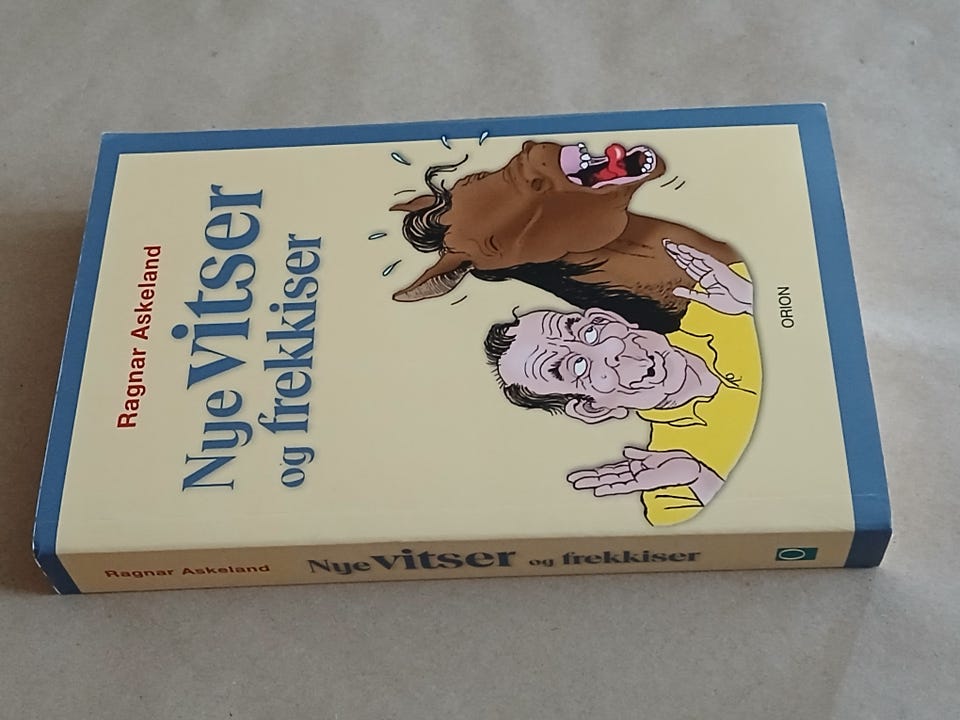 Ragnar Askeland
Nye vitser
og frekkiser
ORION
Ragnar Askeland Nye vitser og frekkiser